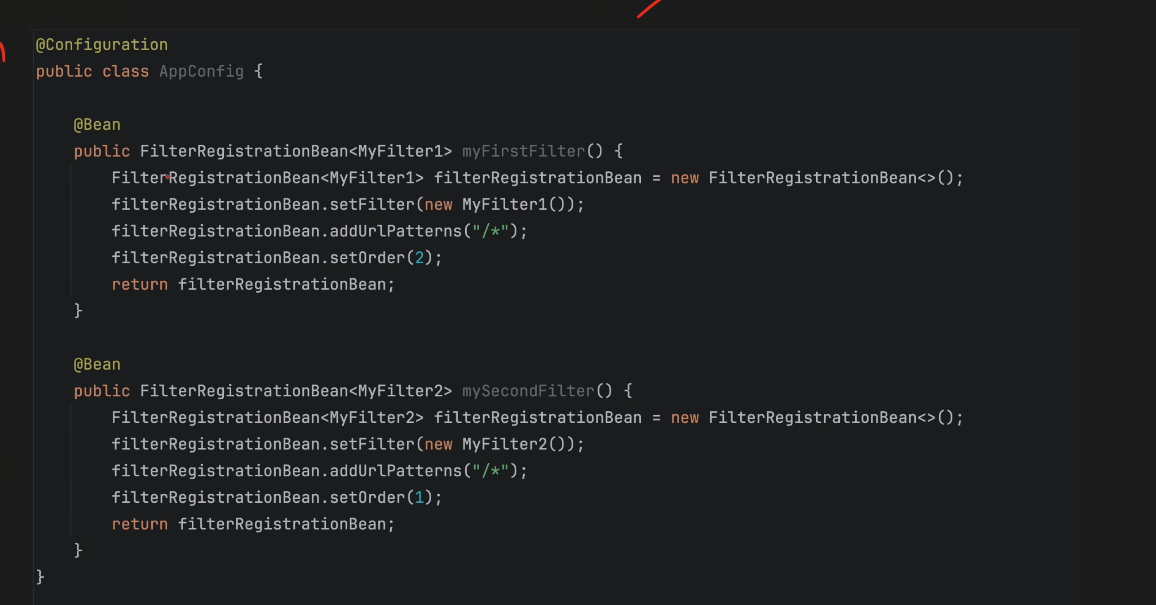 @Configuration
public class AppConfig {
@Bean
public FilterRegistrationBean<MyFilter1> myFirstFilter() {
FilterRegistrationBean<MyFilter1> filterRegistrationBean = new FilterRegistrationBean<>();
filterRegistrationBean.setFilter(new MyFilter1());
filterRegistrationBean.addUrlPatterns("/*");
filterRegistrationBean.setOrder(2);
return filterRegistrationBean;
}
@Bean
public FilterRegistrationBean<MyFilter2> mySecondFilter() {
FilterRegistrationBean<MyFilter2> filterRegistrationBean = new FilterRegistrationBean<>();
filterRegistrationBean.setFilter(new MyFilter2());
filterRegistrationBean.addUrlPatterns("/*");
filterRegistrationBean.setOrder(1);
return filterRegistrationBean;
}
}